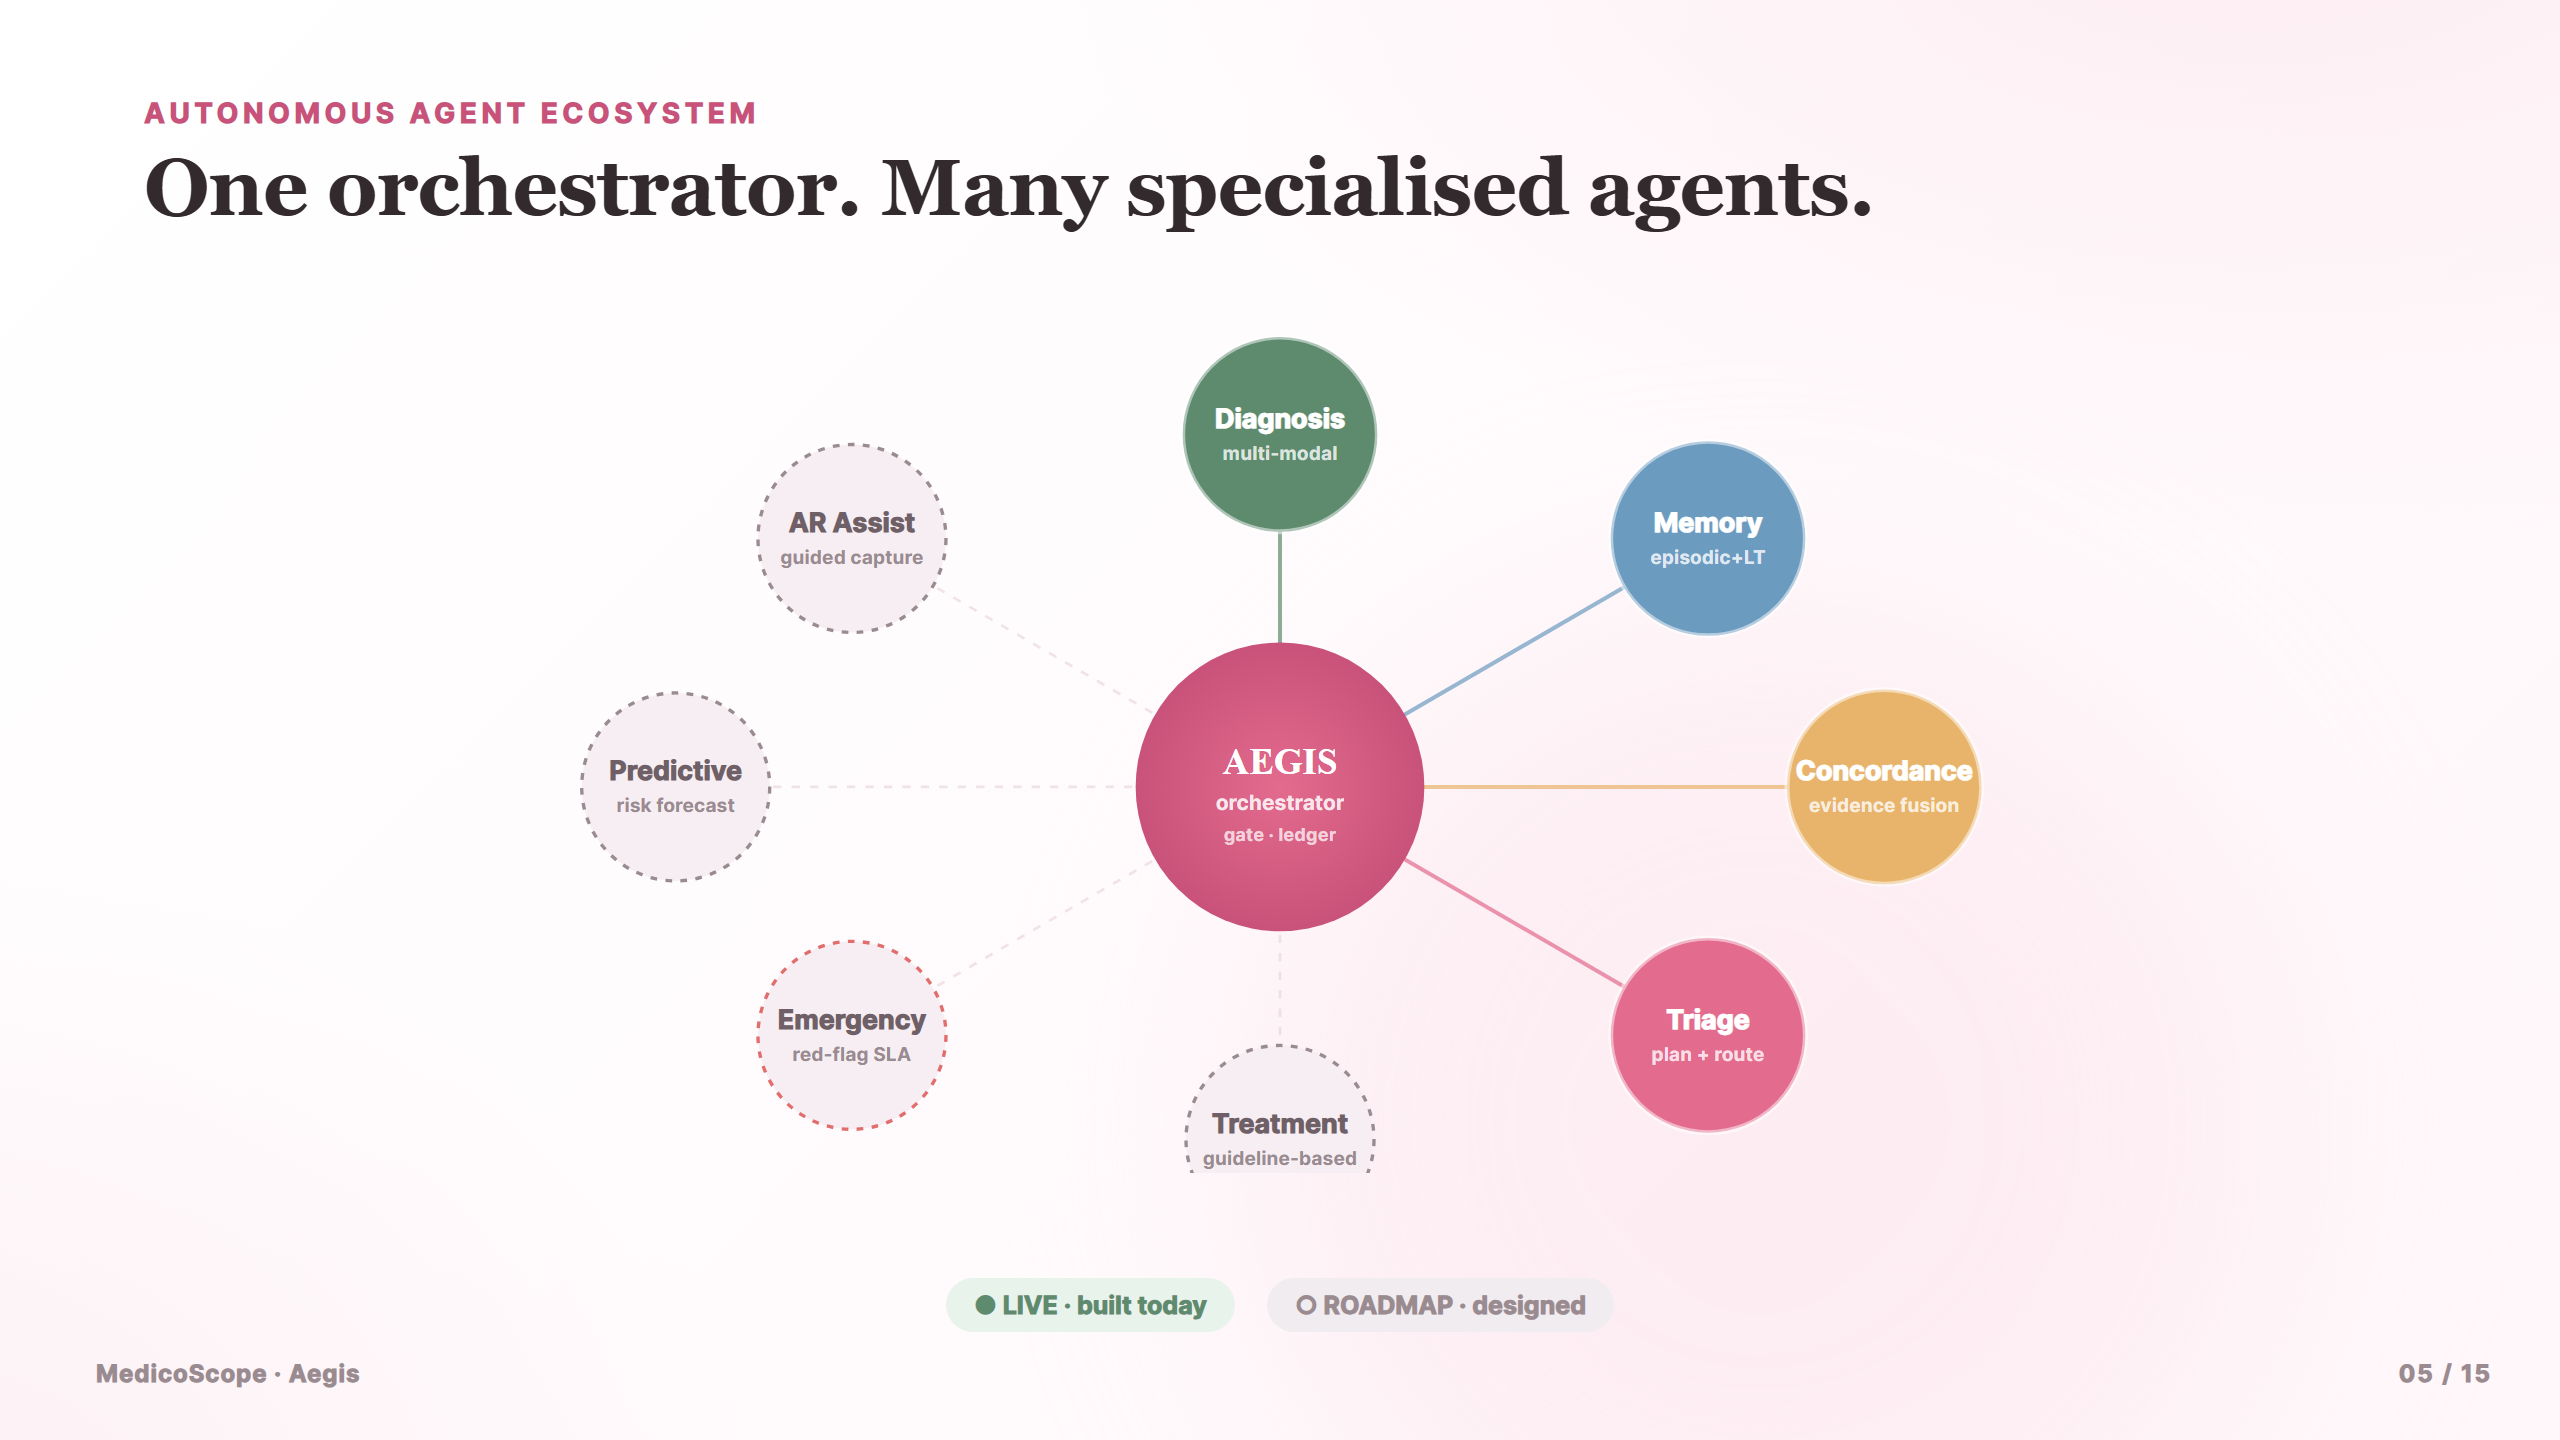 AUTONOMOUS AGENT ECOSYSTEM
One orchestrator. Many specialised agents.
Diagnosis
multi-modal
AR Assist
guided capture
Memory
episodic+LT
Predictive
risk forecast
AEGIS
orchestrator
gate · ledger
Concordance
evidence fusion
Emergency
red-flag SLA
Triage
plan + route
Treatment
guideline-based
LIVE · built today
ROADMAP · designed
MedicoScope · Aegis
05 / 15